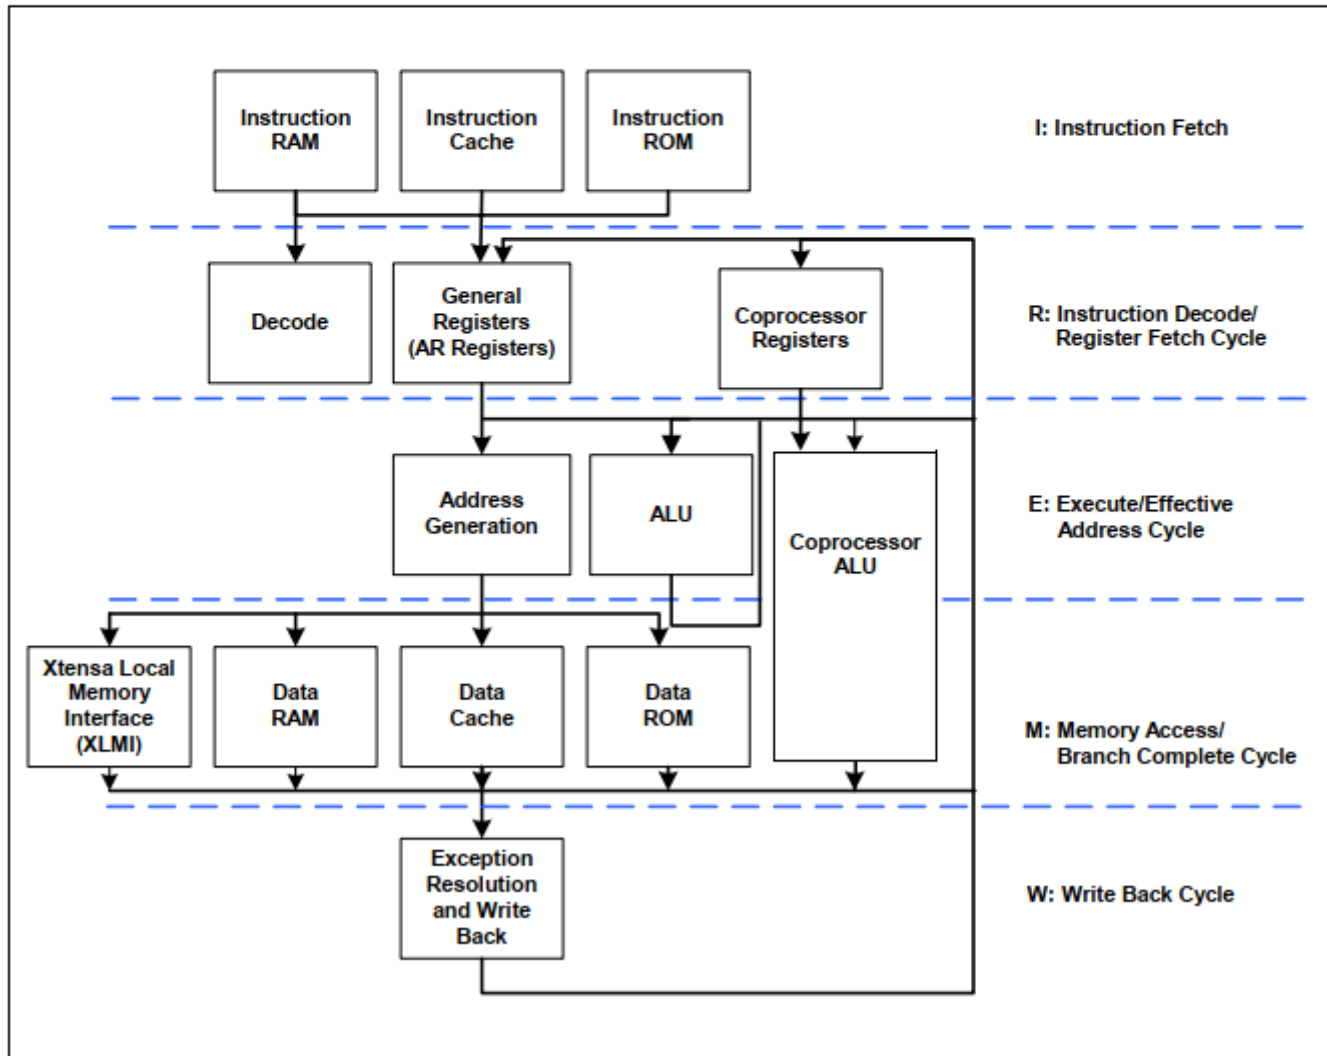 Instruction
RAM
Instruction
Cache
Instruction
ROM
I: Instruction Fetch
Decode
General
Registers
(AR Registers)
Coprocessor
Registers
R: Instruction Decode/
Register Fetch Cycle
Address
Generation
ALU
Coprocessor
ALU
E: Execute/Effective
Address Cycle
Xtensa Local
Memory
Interface
(XLMI)
Data
RAM
Data
Cache
Data
ROM
M: Memory Access/
Branch Complete Cycle
Exception
Resolution
and Write
Back
W: Write Back Cycle